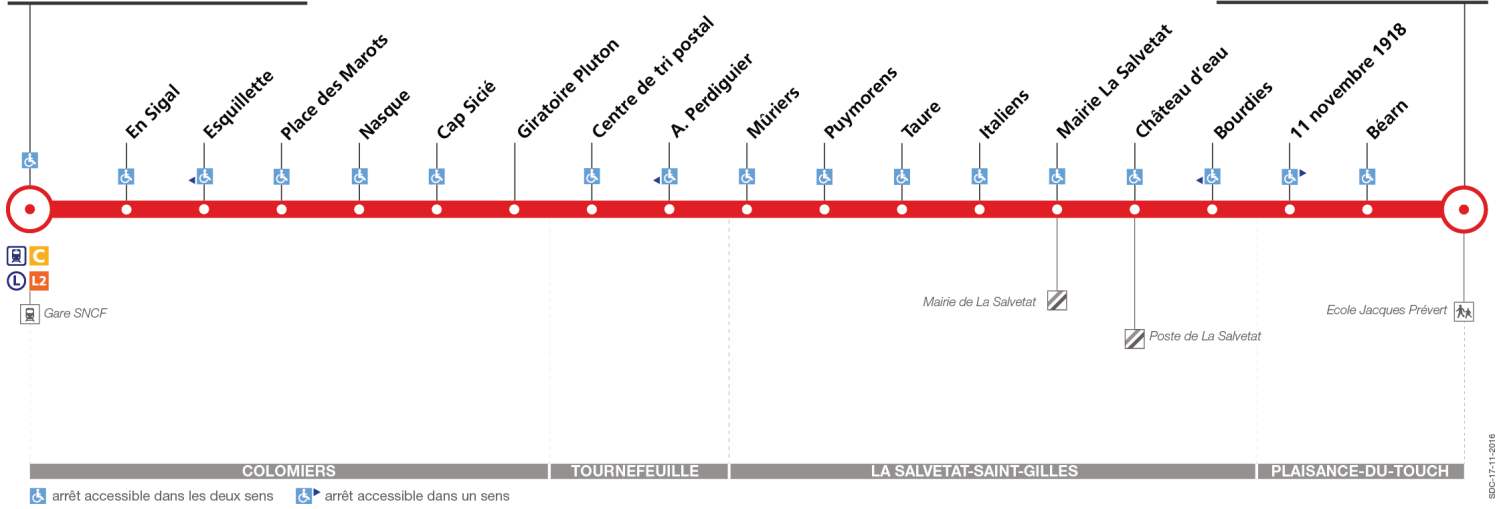 En Sigal
Esquillette
Place des Marots
Nasque
Cap Sicié
Giratoire Pluton
Centre de tri postal
A. Perdiguier
Mûriers
Puymorens
Taure
Italiens
Mairie La Salvetat
Château d'eau
Bourdies
11 novembre 1918
Béarn
C
L L2
Gare SNCF
Mairie de La Salvetat
Poste de La Salvetat
Ecole Jacques Prévert
COLOMIERS
TOURNEFEUILLE
LA SALVETAT-SAINT-GILLES
PLAISANCE-DU-TOUCH
arrêt accessible dans les deux sens
arrêt accessible dans un sens
SDC-17-11-2016